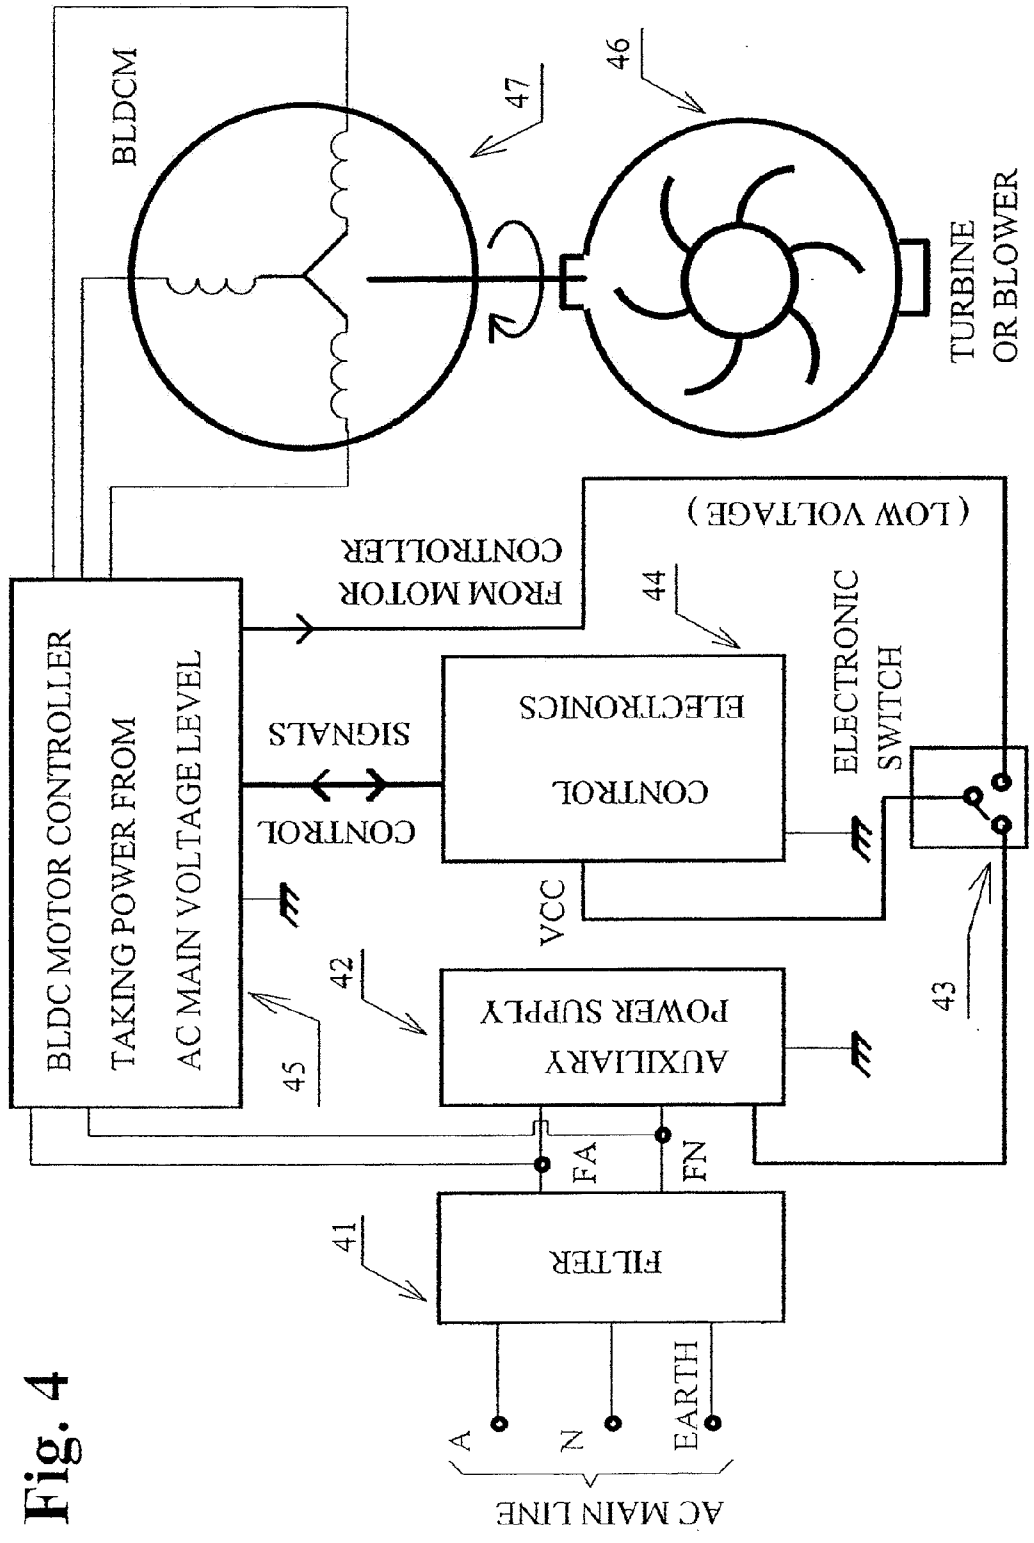 Fig. 4
AC MAIN LINE
A
N
EARTH
41
FILTER
FA
FN
42
AUXILIARY
POWER SUPPLY
43
VCC
ELECTRONIC
SWITCH
44
CONTROL
ELECTRONICS
CONTROL
SIGNALS
45
BLDC MOTOR CONTROLLER
TAKING POWER FROM
AC MAIN VOLTAGE LEVEL
FROM MOTOR
CONTROLLER
( LOW VOLTAGE )
BLDCM
47
46
TURBINE
OR BLOWER